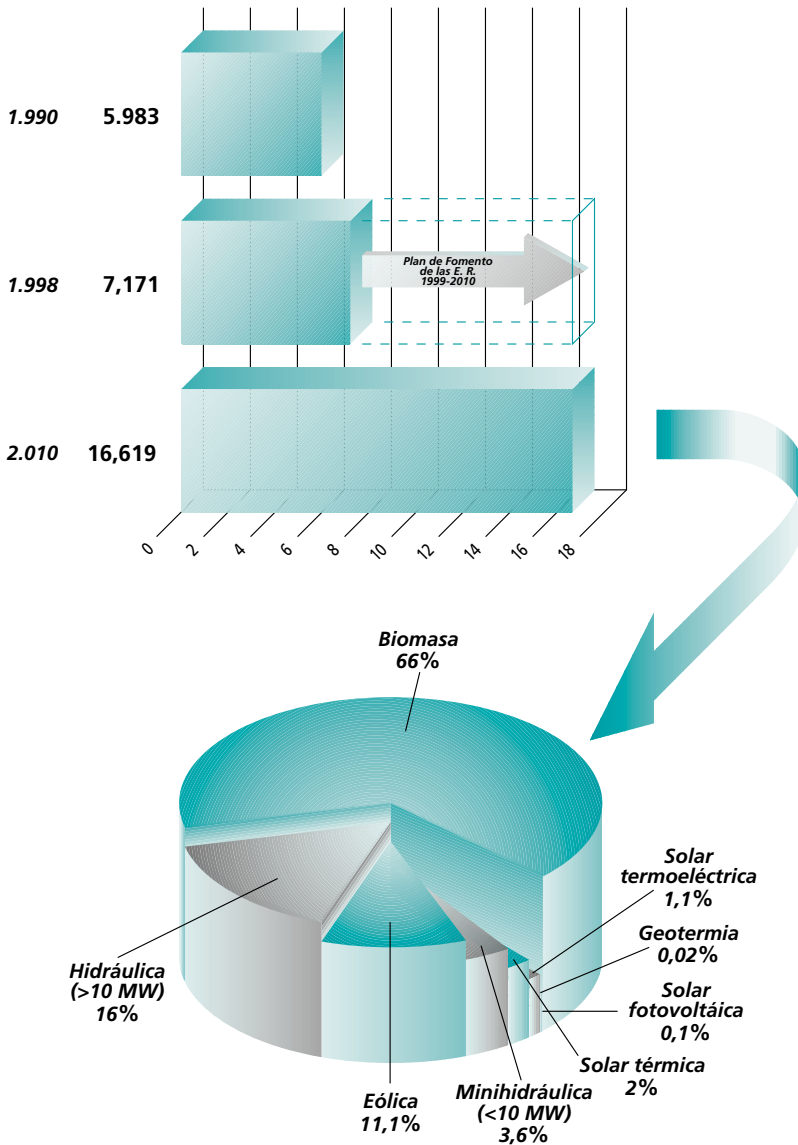 1.990 5.983
Plan de Fomento
de las E. R.
1999-2010
1.998 7,171
2.010 16,619
0 2 4 6 8 10 12 14 16 18
Biomasa
66%
Solar
termoeléctrica
1,1%
Geotermia
0,02%
Solar
fotovoltáica
0,1%
Solar térmica
2%
Minihidráulica
(<10 MW)
3,6%
Eólica
11,1%
Hidráulica
(>10 MW)
16%